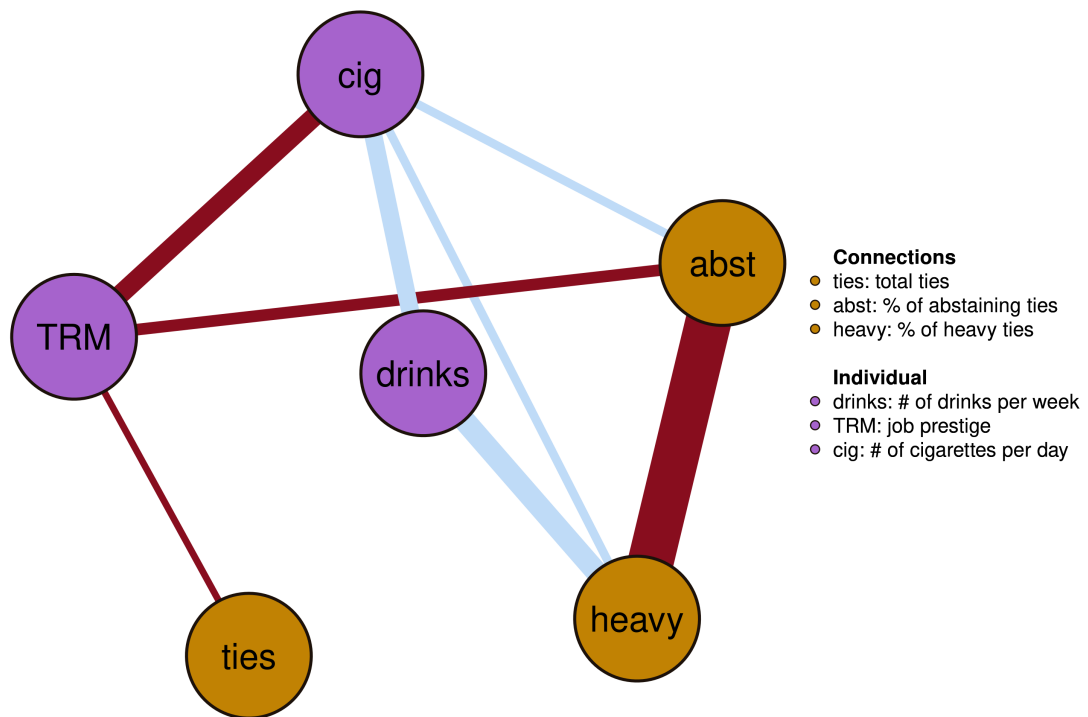 cig
abst
TRM
drinks
heavy
ties
Connections
ties: total ties
abst: % of abstaining ties
heavy: % of heavy ties
Individual
drinks: # of drinks per week
TRM: job prestige
cig: # of cigarettes per day